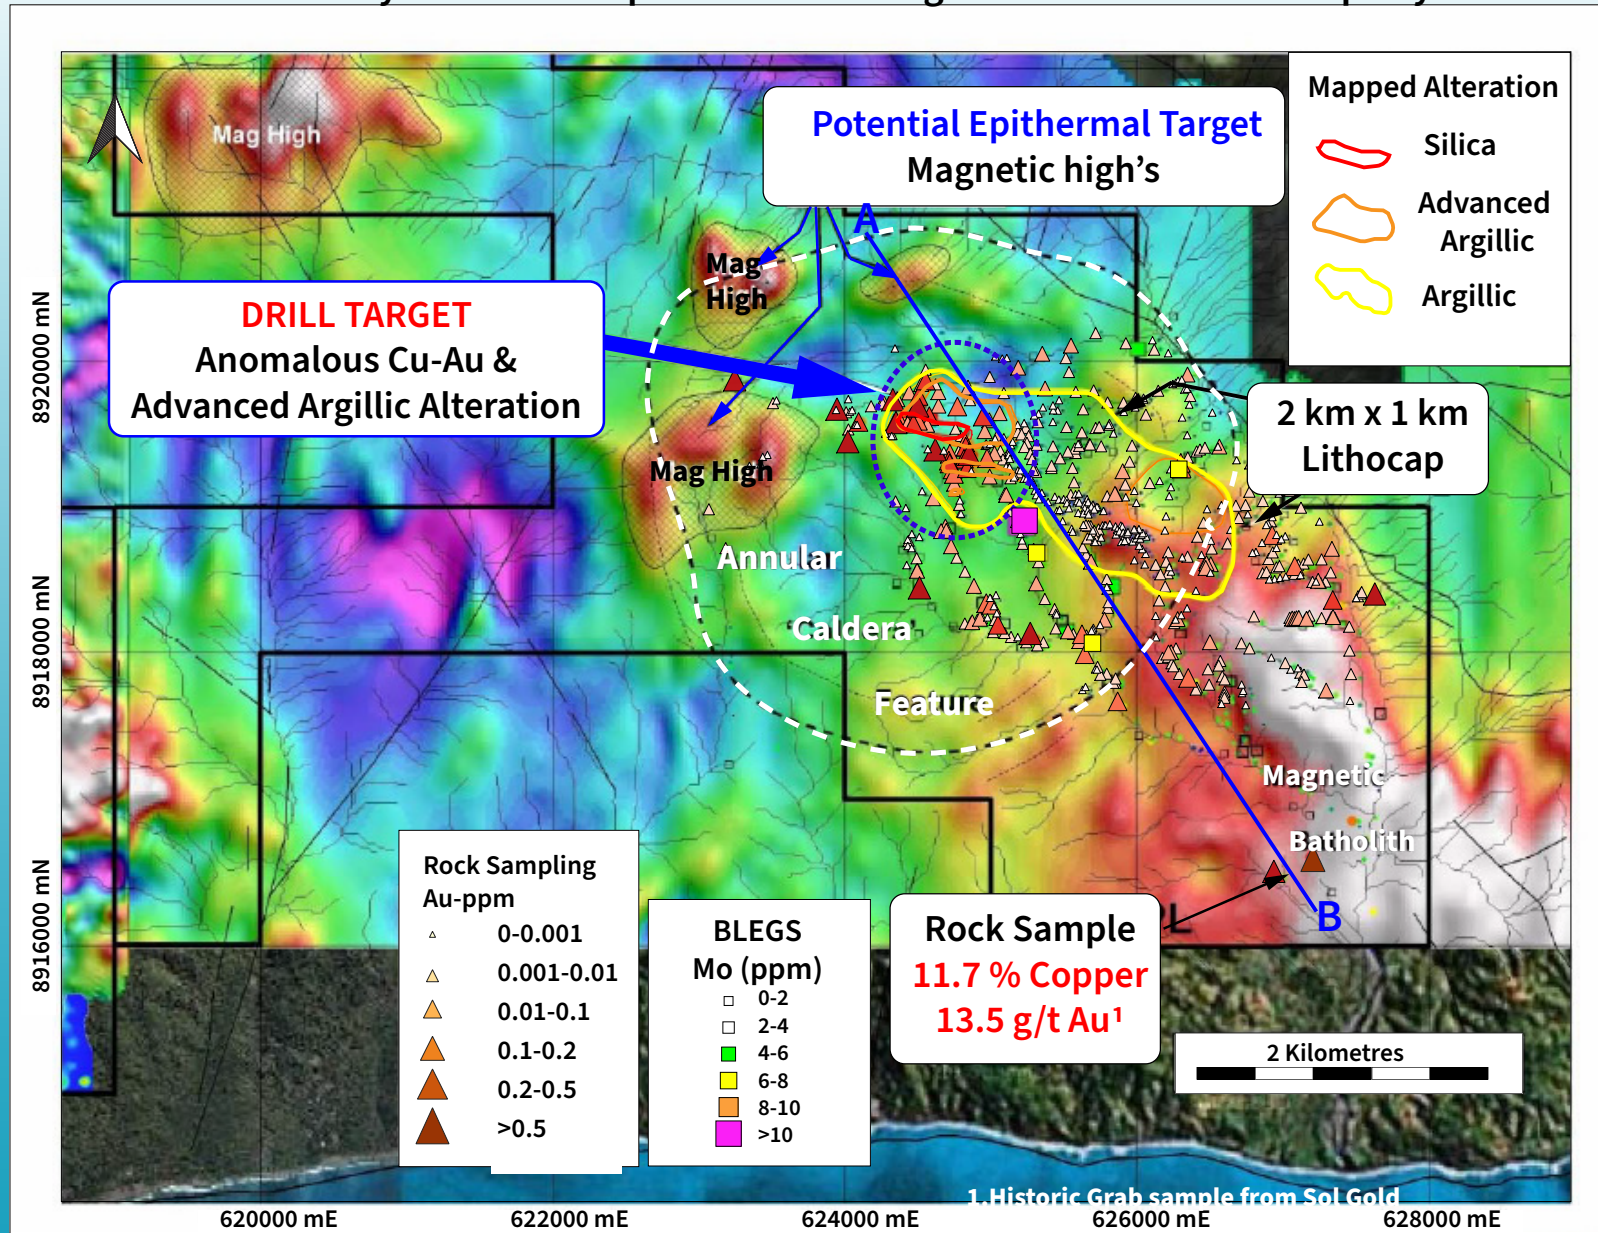 Mapped Alteration
Silica
Advanced
Argillic
Argillic
Potential Epithermal Target
Magnetic high's
Mag High
A
Mag
High
DRILL TARGET
Anomalous Cu-Au &
Advanced Argillic Alteration
2 km x 1 km
Lithocap
Mag High
Annular
Caldera
Feature
Magnetic
Batholith
B
Rock Sampling
Au-ppm
0-0.001
0.001-0.01
0.01-0.1
0.1-0.2
0.2-0.5
>0.5
BLEGS
Mo (ppm)
0-2
2-4
4-6
6-8
8-10
>10
Rock Sample
11.7 % Copper
13.5 g/t Au¹
2 Kilometres
1.Historic Grab sample from Sol Gold
8920000 mN
8918000 mN
8916000 mN
620000 mE
622000 mE
624000 mE
626000 mE
628000 mE